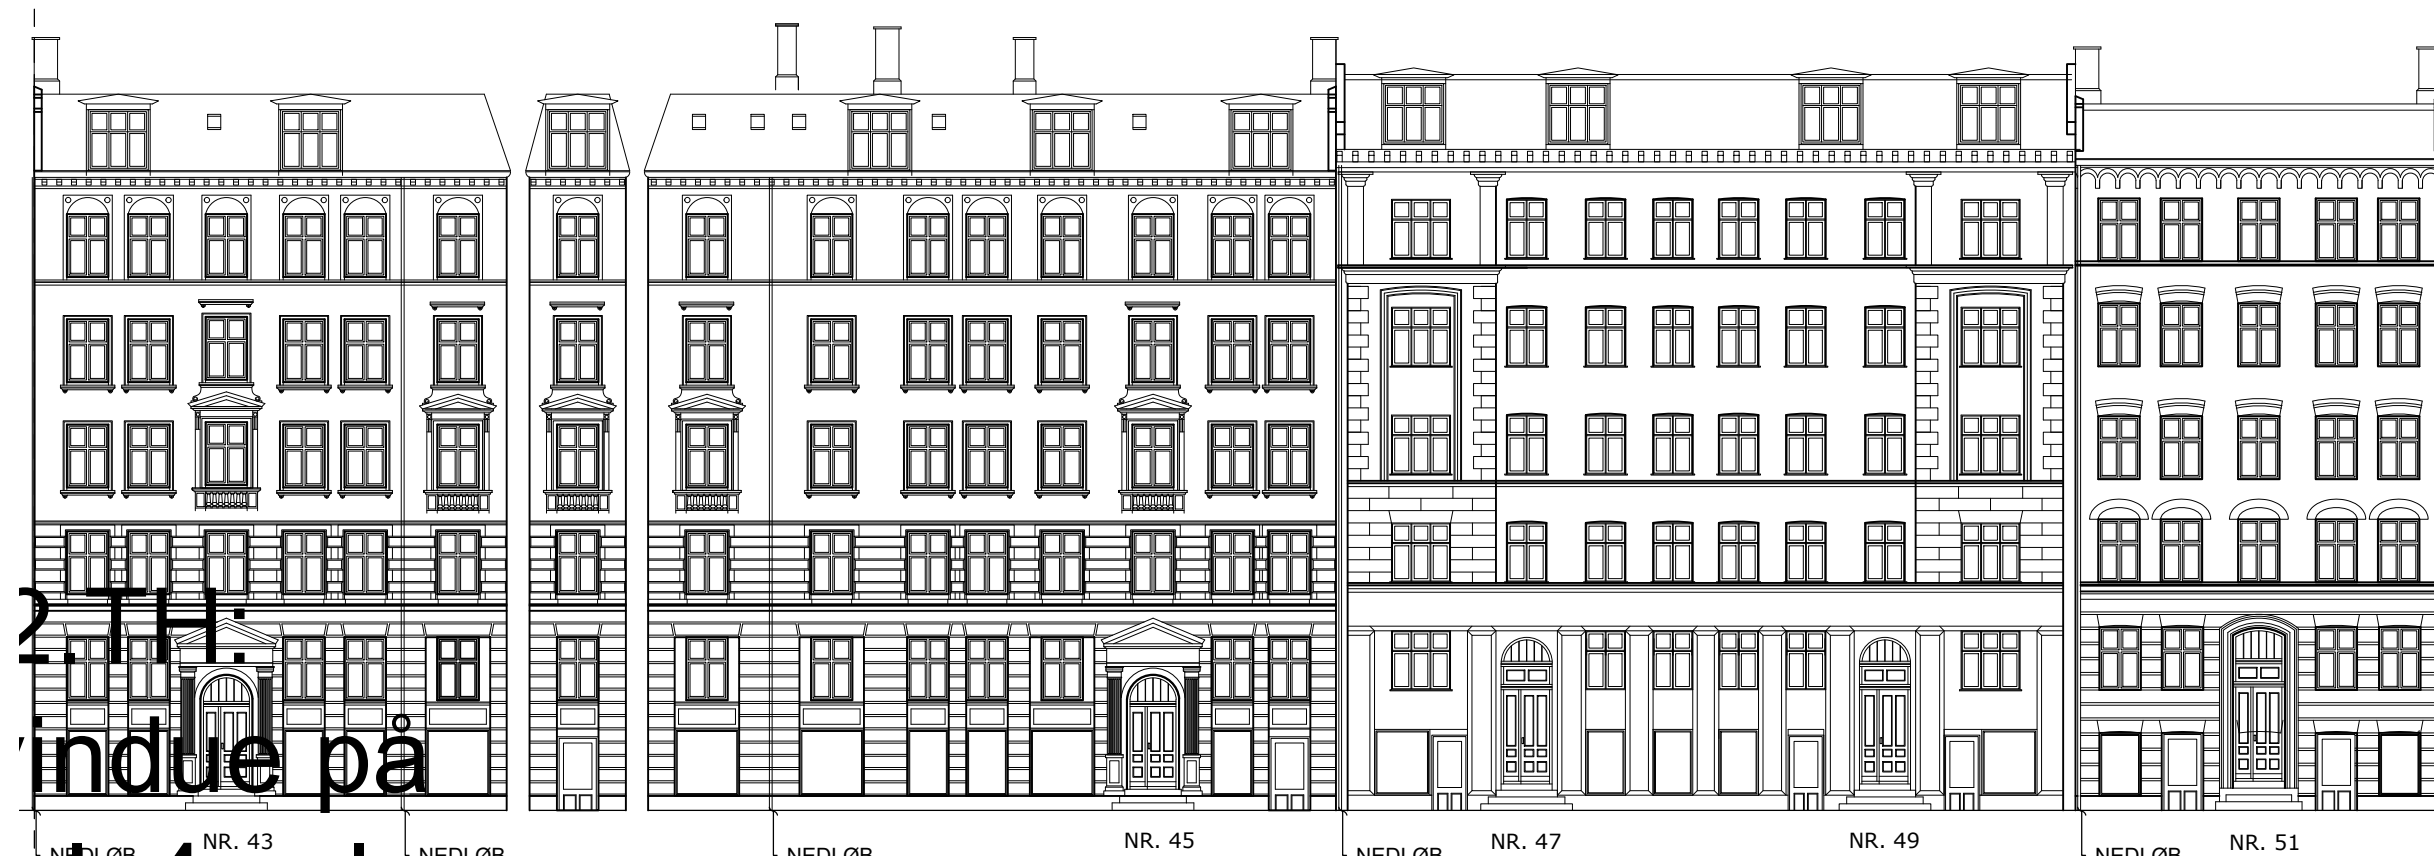 2. TH:
indue på
NR. 43
NR. 45
NR. 47
NR. 49
NR. 51
NEDLØB
NEDLØB
NEDLØB
NEDLØB
NEDLØB